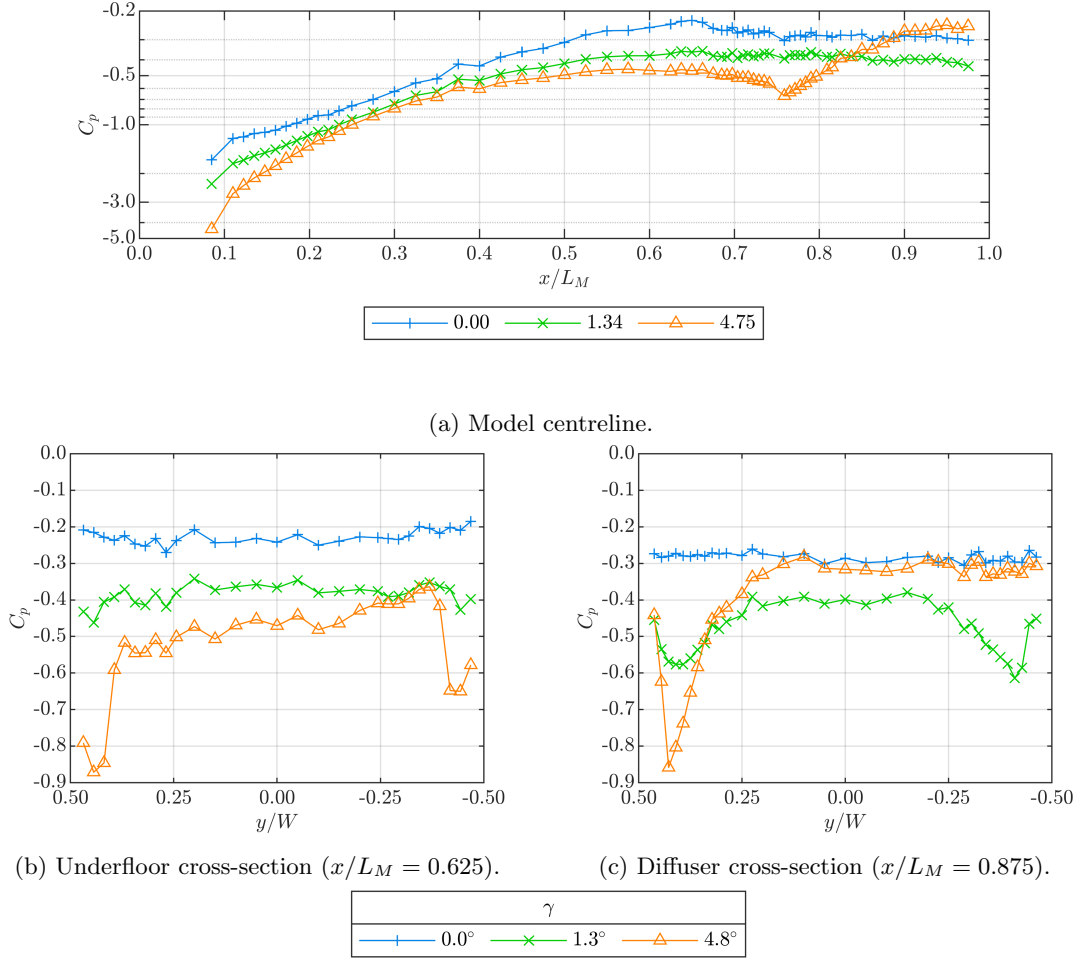 -0.2
-0.5
-1.0
-3.0
-5.0
C_p
0.0 0.1 0.2 0.3 0.4 0.5 0.6 0.7 0.8 0.9 1.0
x/L_M
0.00 1.34 4.75
(a) Model centreline.
0.0
-0.1
-0.2
-0.3
-0.4
-0.5
-0.6
-0.7
-0.8
-0.9
C_p
0.50 0.25 0.00 -0.25 -0.50
y/W
(b) Underfloor cross-section (x/L_M = 0.625).
0.0
-0.1
-0.2
-0.3
-0.4
-0.5
-0.6
-0.7
-0.8
-0.9
C_p
0.50 0.25 0.00 -0.25 -0.50
y/W
(c) Diffuser cross-section (x/L_M = 0.875).
γ
0.0° 1.3° 4.8°